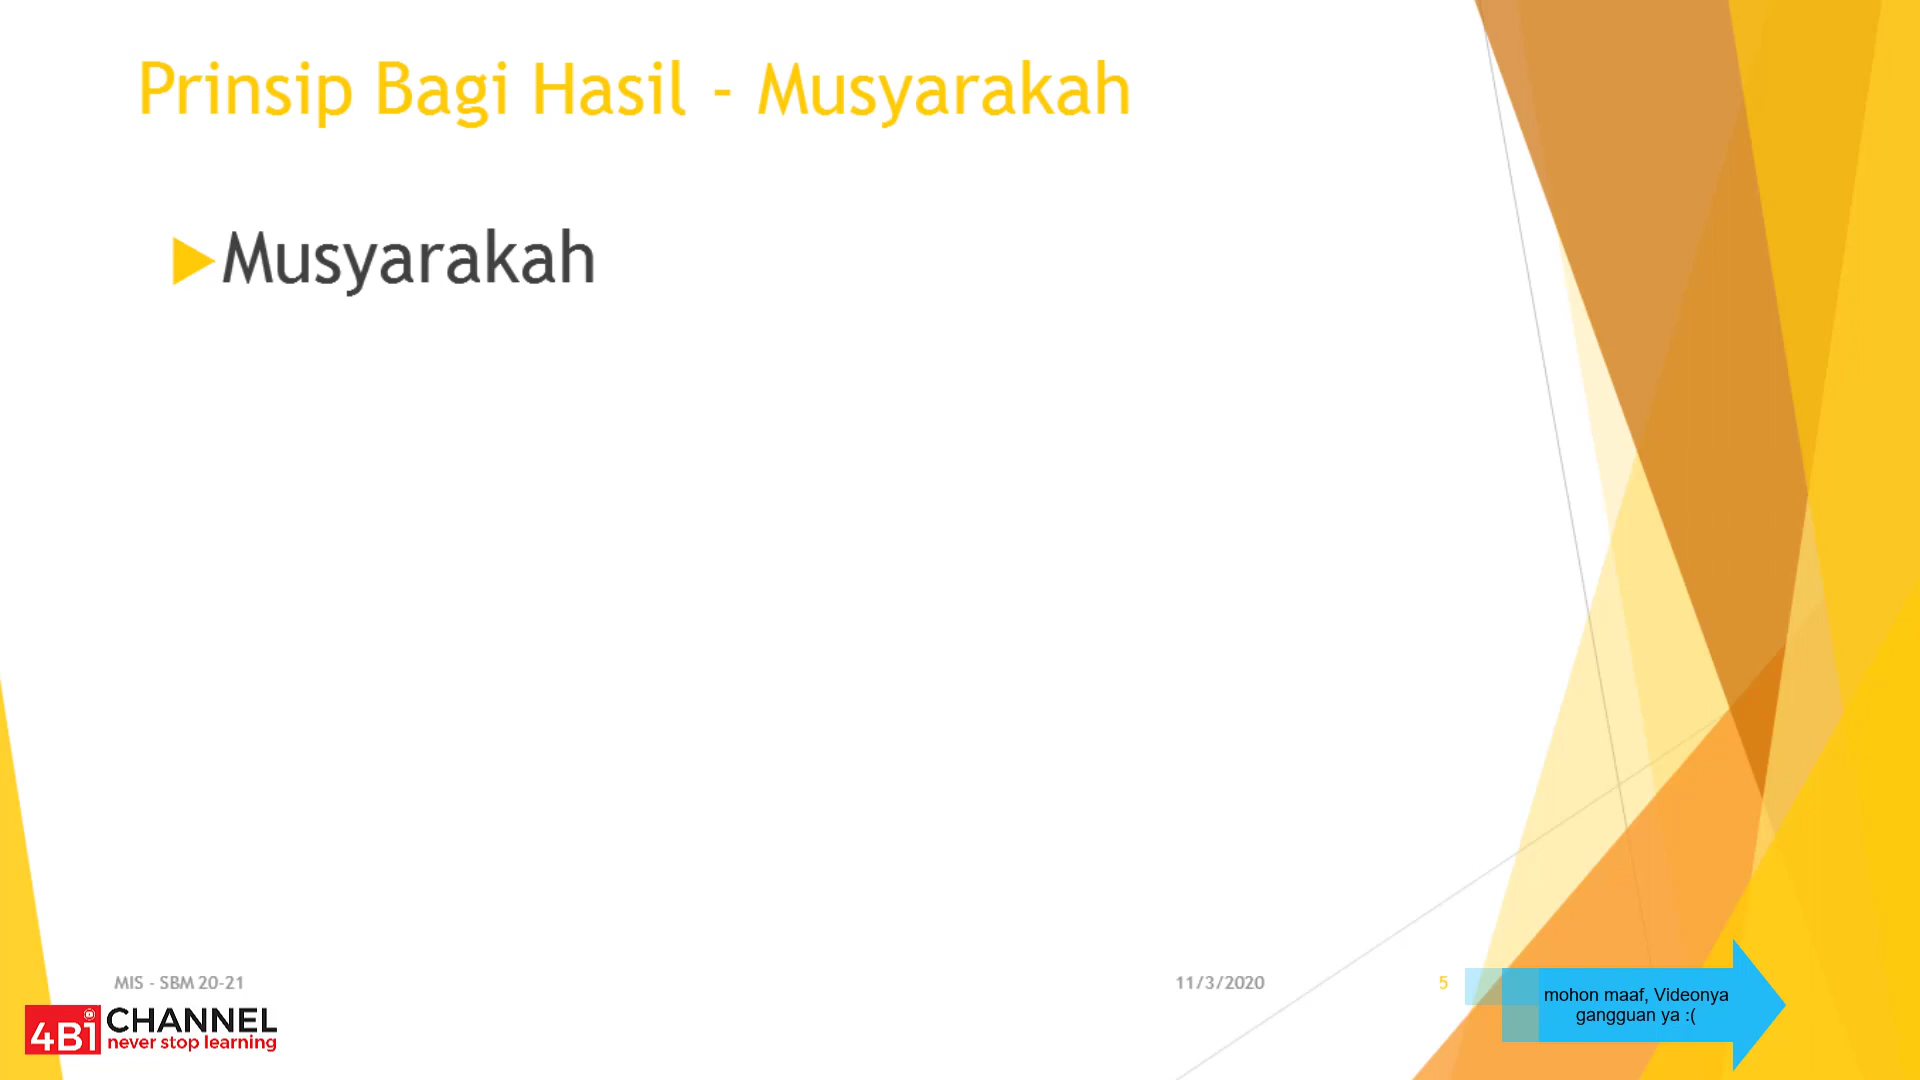 Prinsip Bagi Hasil - Musyarakah
Musyarakah
MIS - SBM 20-21
11/3/2020
5
4Bi CHANNEL
never stop learning
mohon maaf, Videonya
gangguan ya :(